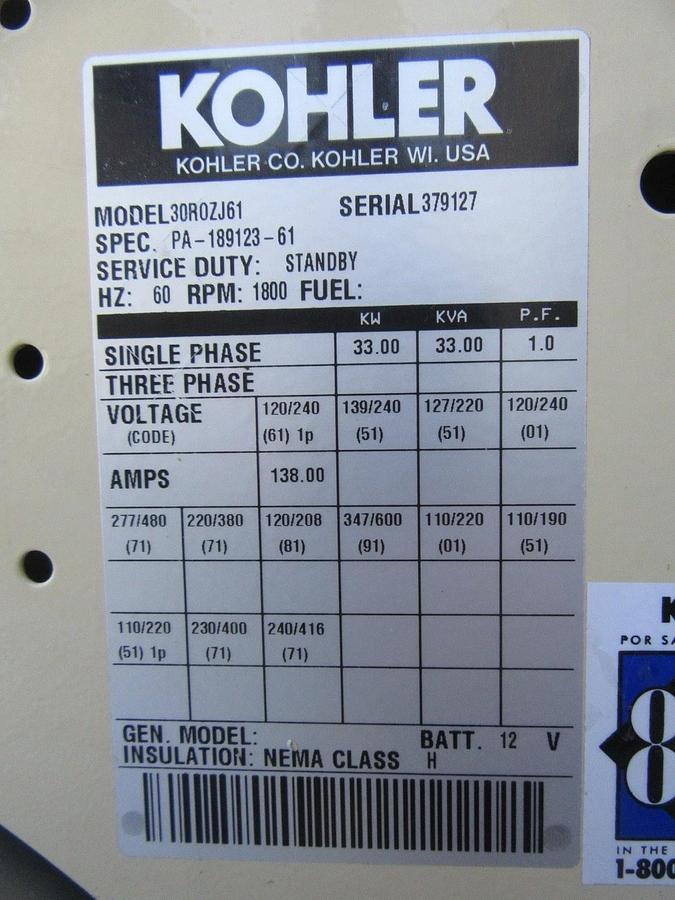 KOHLER
KOHLER CO. KOHLER WI. USA
MODEL 30ROZJ61 SERIAL 379127
SPEC. PA-189123-61
SERVICE DUTY: STANDBY
HZ: 60 RPM: 1800 FUEL:
KW KVA P.F.
SINGLE PHASE 33.00 33.00 1.0
THREE PHASE
VOLTAGE 120/240 139/240 127/220 120/240
(CODE) (61) 1p (51) (51) (01)
AMPS 138.00
277/480 220/380 120/208 347/600 110/220 110/190
(71) (71) (81) (91) (01) (51)
110/220 230/400 240/416
(51) 1p (71) (71)
GEN. MODEL: BATT. 12 V
INSULATION: NEMA CLASS H
K
POR
8
IN THE
1-800